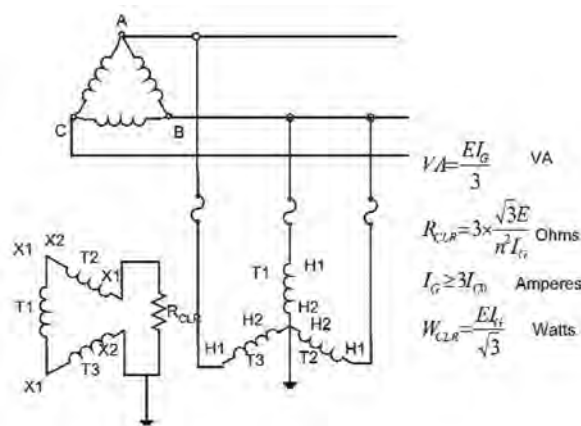 A
C
B
VA=EI_G/3 VA
R_CLR=3×√3E/n²I_G Ohms
I_G≥3I_C0 Amperes
W_CLR=EI_G/√3 Watts
X1
X2
T2
X1
T1
R_CLR
X2
X1
T3
T1
H1
H2
H2
H2
H1
T3
T2
H1